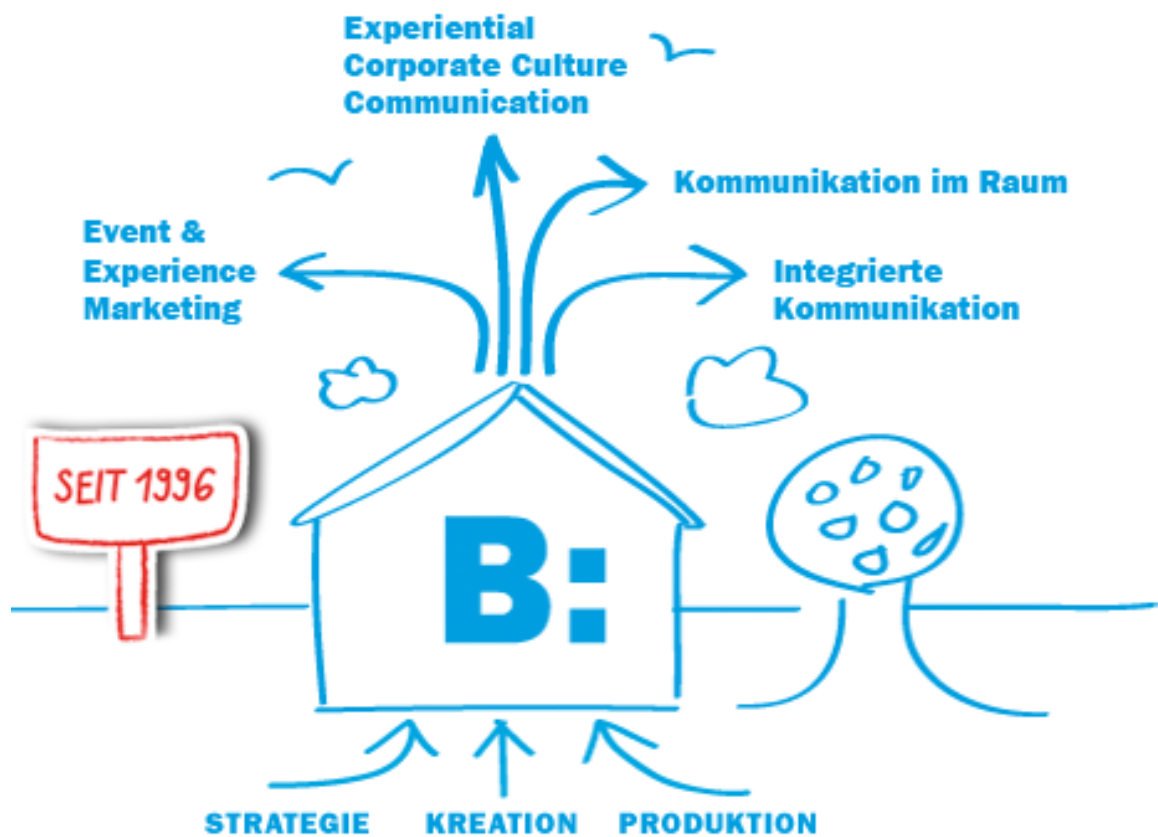 Experiential
Corporate Culture
Communication
Kommunikation im Raum
Event &
Experience
Marketing
Integrierte
Kommunikation
SEIT 1996
B:
STRATEGIE
KREATION
PRODUKTION